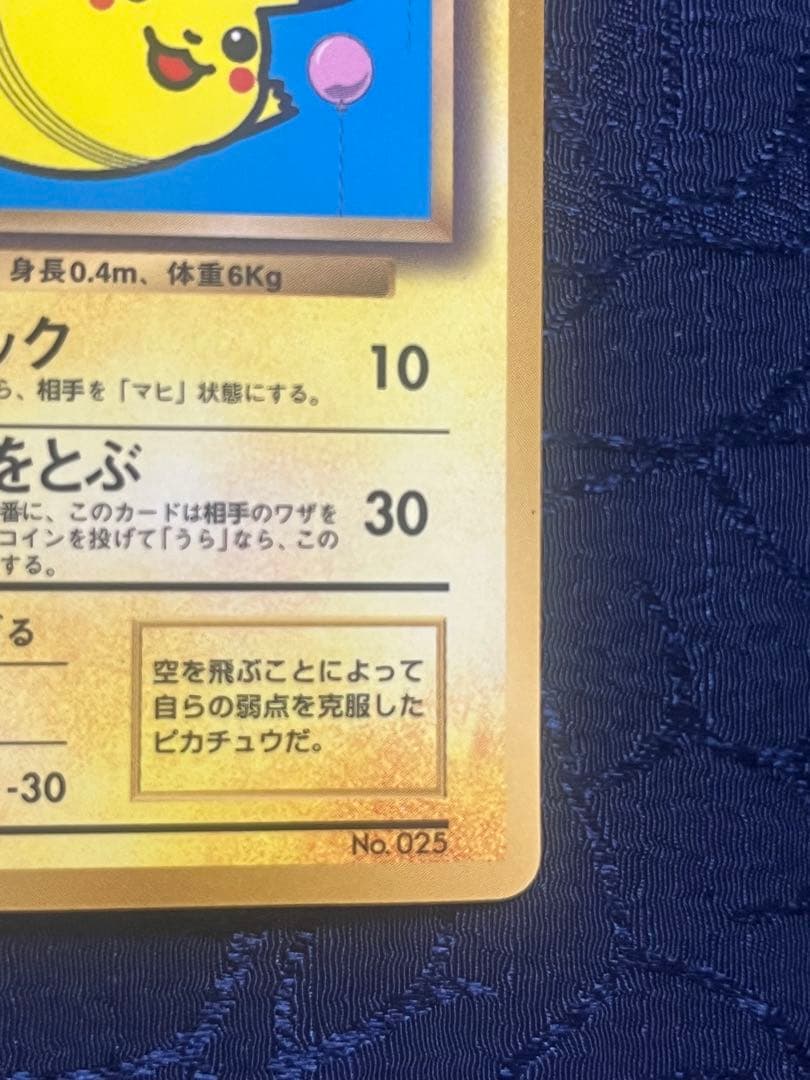 身長0.4m、体重6Kg
ック 10
ら、相手を「マヒ」状態にする。
をとぶ 30
番に、このカードは相手のワザを
コインを投げて「うら」なら、この
する。
げる
空を飛ぶことによって
自らの弱点を克服した
ピカチュウだ。
-30
No. 025